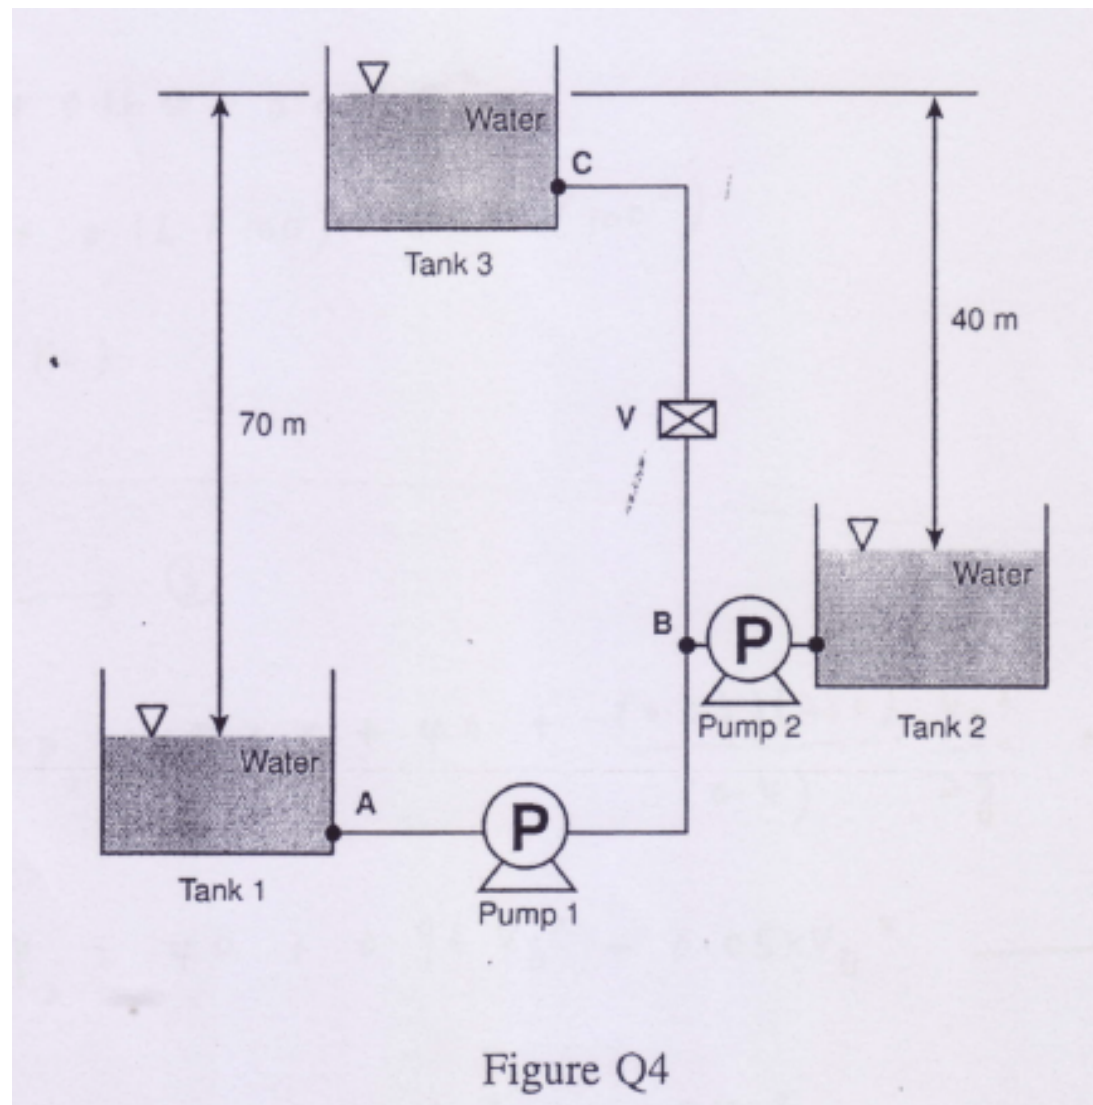 Water
C
Tank 3
40 m
70 m
V
Water
B
P
Pump 2
Tank 2
Water
A
P
Tank 1
Pump 1
Figure Q4